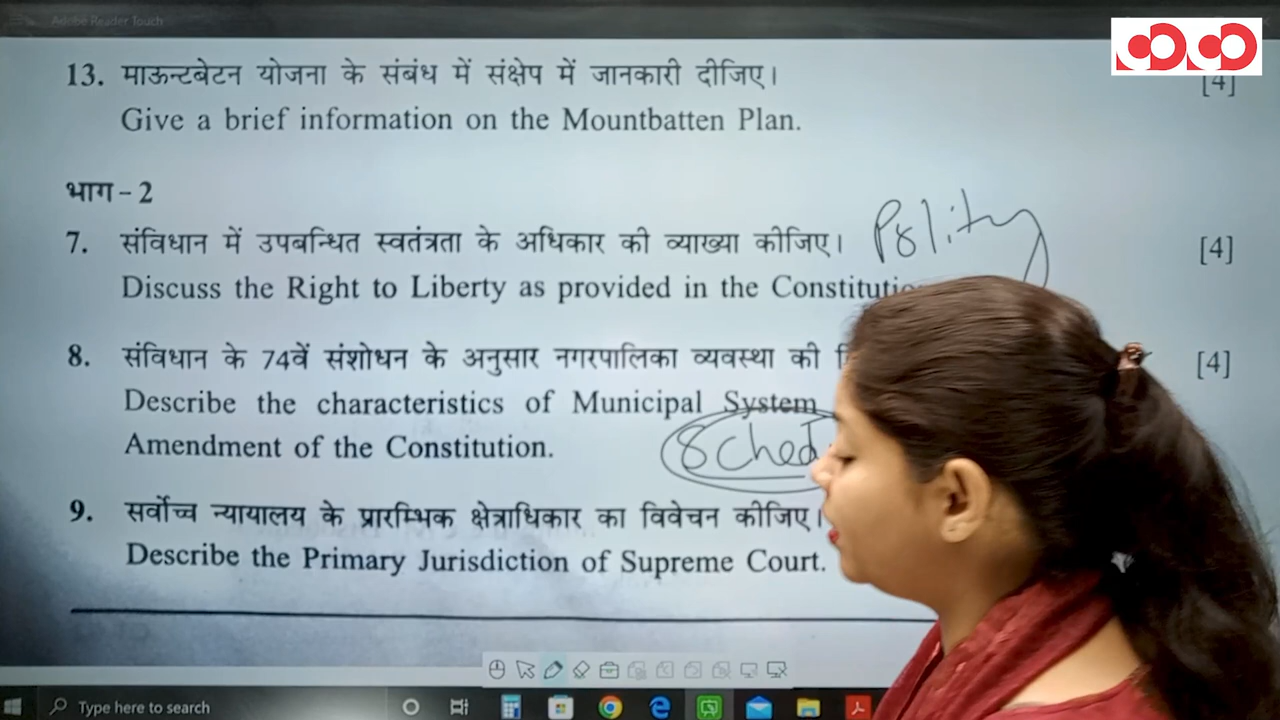 Adobe Reader Touch
13. माऊन्टबेटन योजना के संबंध में संक्षेप में जानकारी दीजिए। [4]
Give a brief information on the Mountbatten Plan.
भाग - 2
7. संविधान में उपबन्धित स्वतंत्रता के अधिकार की व्याख्या कीजिए। Polity [4]
Discuss the Right to Liberty as provided in the
8. संविधान के 74वें संशोधन के अनुसार नगरपालिका व्यवस्था की [4]
Describe the characteristics of Municipal System
Amendment of the Constitution.
9. सर्वोच्च न्यायालय के प्रारम्भिक क्षेत्राधिकार का विवेचन कीजिए।
Describe the Primary Jurisdiction of Supreme Court.
Type here to search